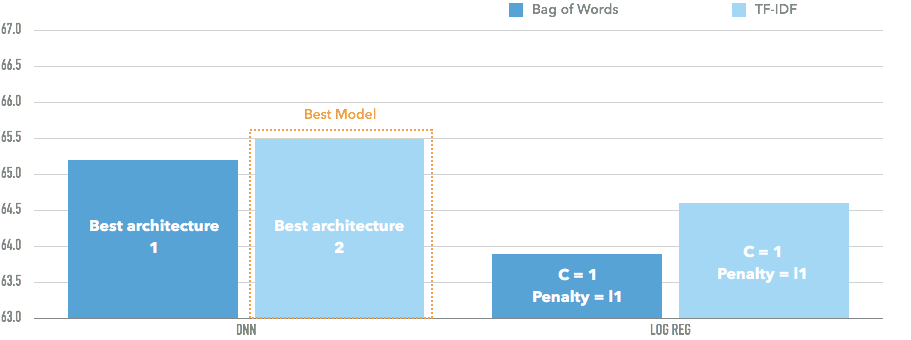 Bag of Words
TF-IDF
67.0
66.5
66.0
65.5
65.0
64.5
64.0
63.5
63.0
Best Model
Best architecture
1
Best architecture
2
C = 1
Penalty = l1
C = 1
Penalty = l1
DNN
LOG REG